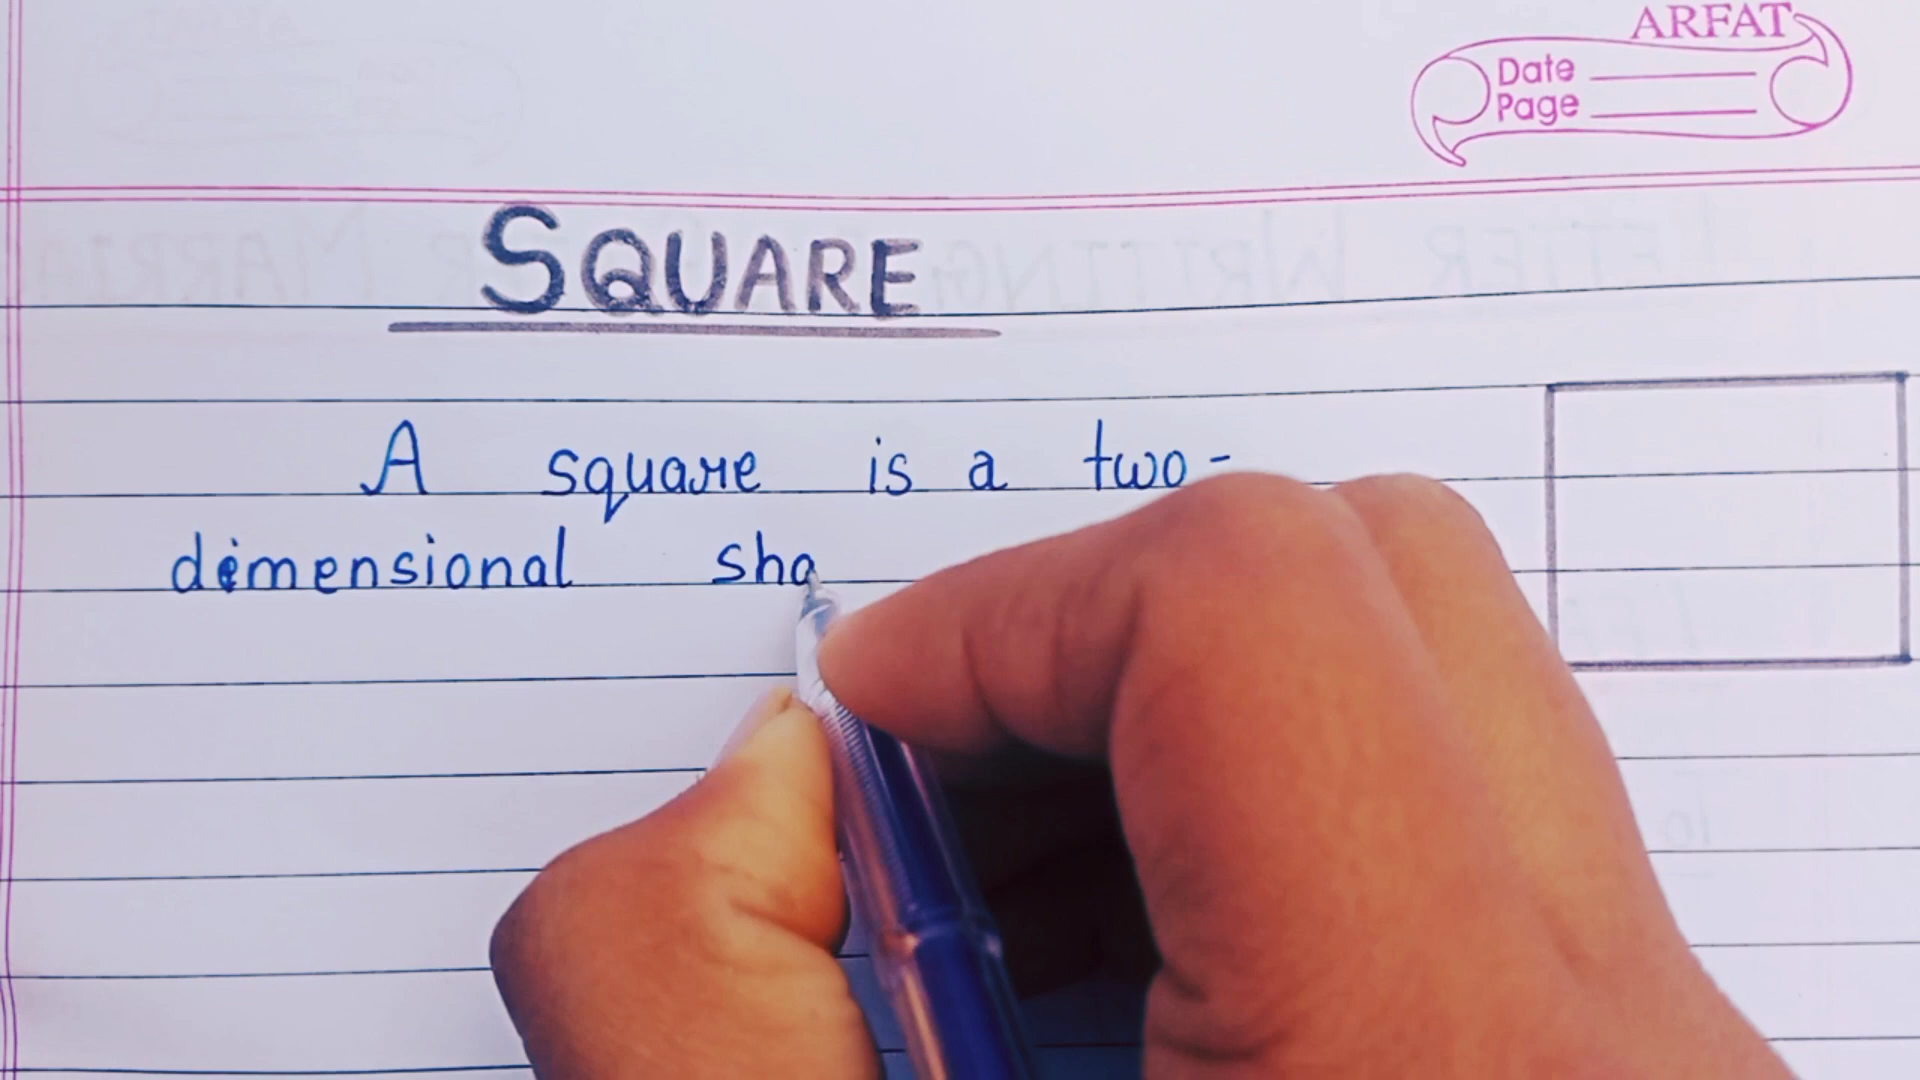 ARFAT
Date
Page
SQUARE
A square is a two-
dimensional sha